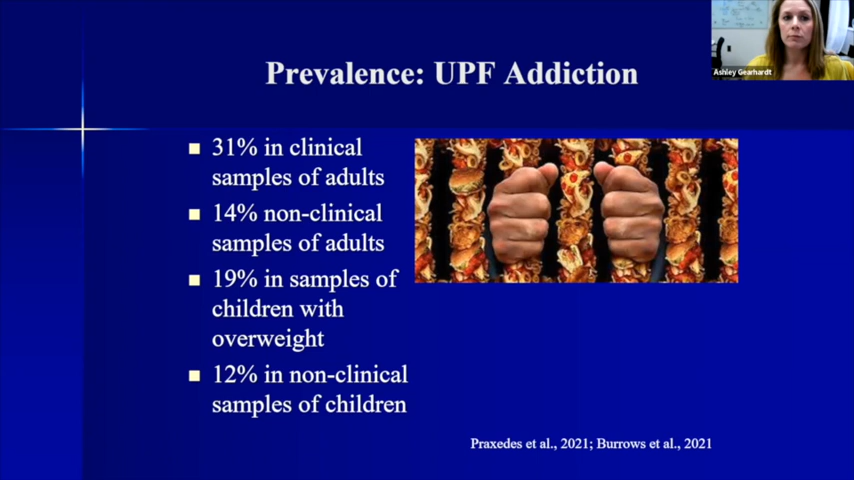 Ashley Gearhardt
Prevalence: UPF Addiction
31% in clinical
samples of adults
14% non-clinical
samples of adults
19% in samples of
children with
overweight
12% in non-clinical
samples of children
Praxedes et al., 2021; Burrows et al., 2021